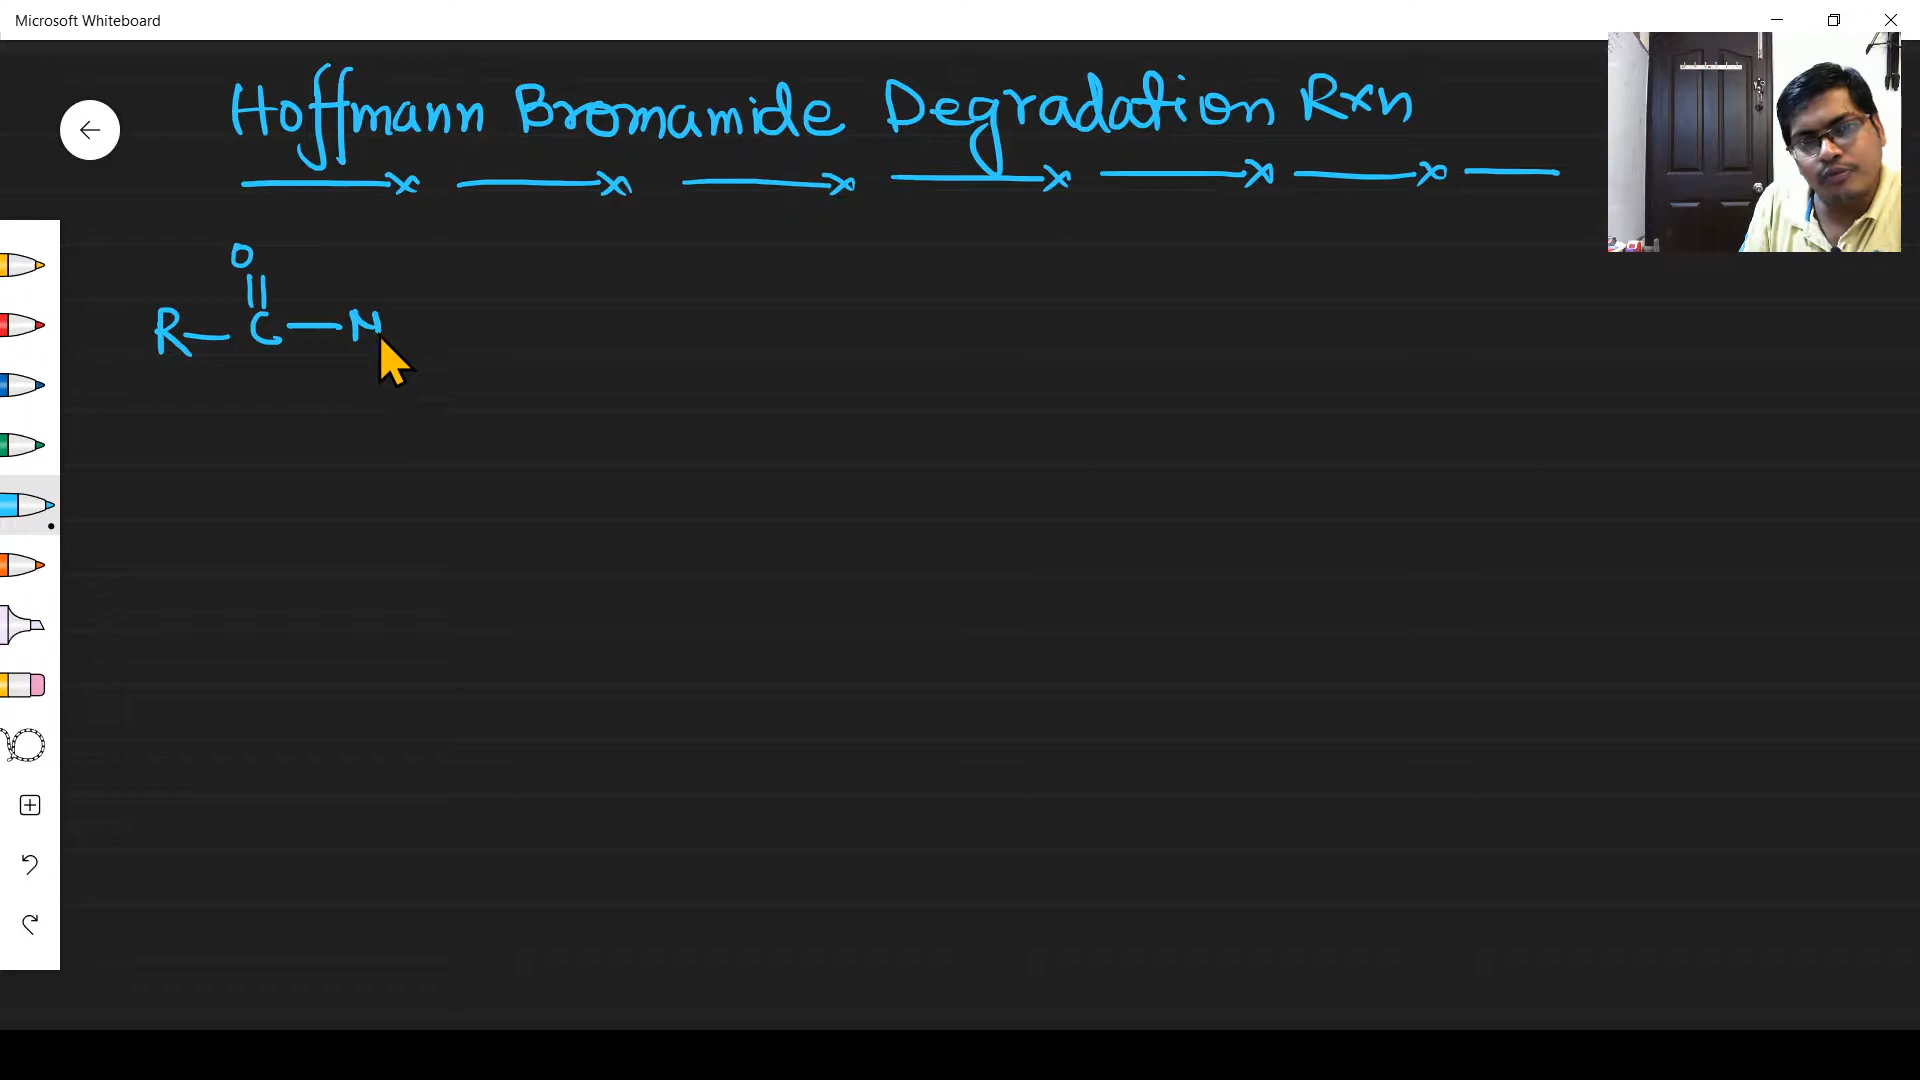 Microsoft Whiteboard
Hoffmann Bromamide Degradation Rxn
O
R — C — N